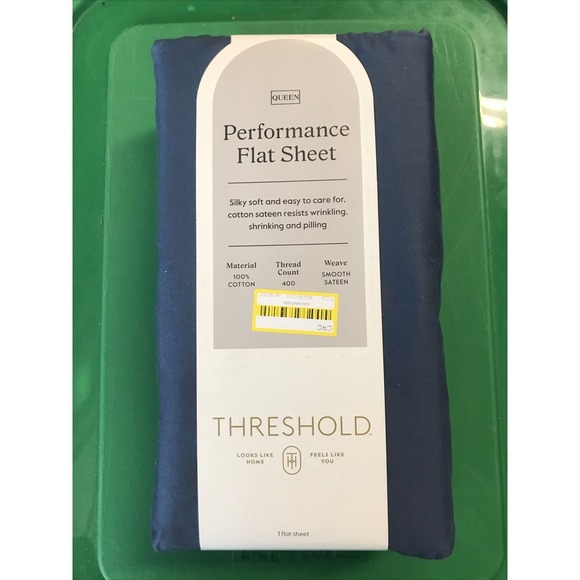 QUEEN
Performance
Flat Sheet
Silky soft and easy to care for,
cotton sateen resists wrinkling,
shrinking and pilling
Material
100%
COTTON
Thread
Count
400
Weave
SMOOTH
SATEEN
CRC
THRESHOLD™
LOOKS LIKE
HOME
FEELS LIKE
YOU
1 flat sheet